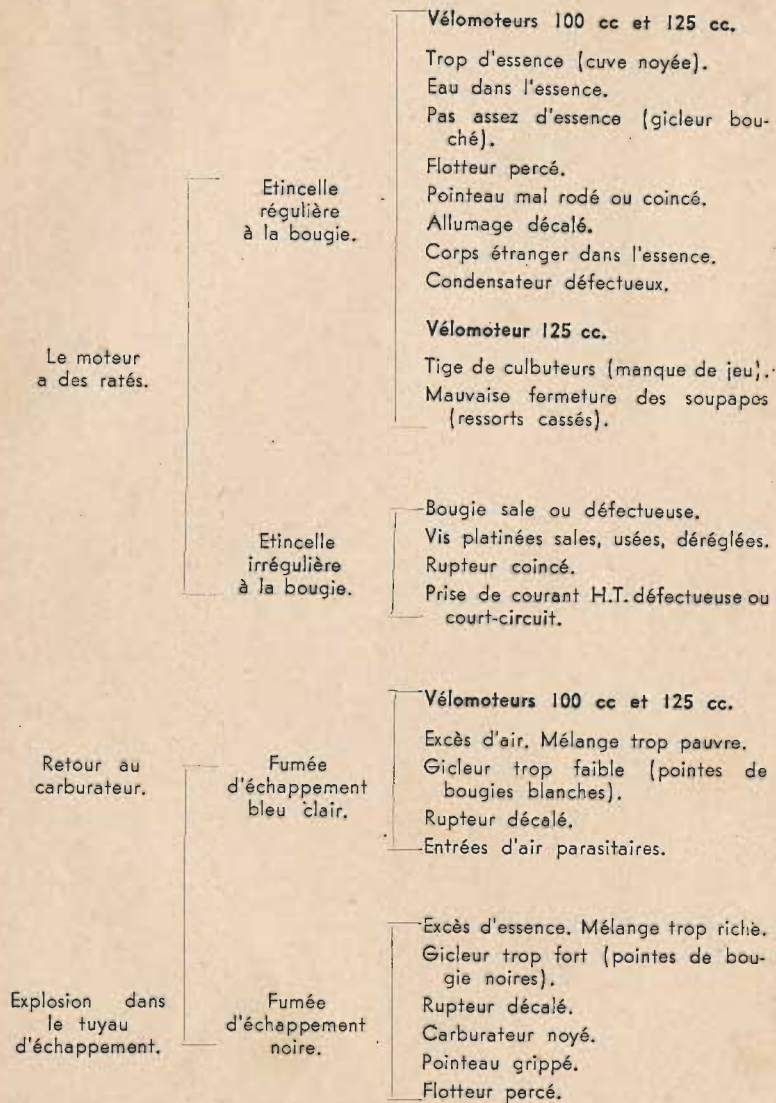 Le moteur
a des ratés.
Etincelle
régulière
à la bougie.
Vélomoteurs 100 cc et 125 cc.
Trop d'essence (cuve noyée).
Eau dans l'essence.
Pas assez d'essence (gicleur bou-
ché).
Flotteur percé.
Pointeau mal rodé ou coincé.
Allumage décalé.
Corps étranger dans l'essence.
Condensateur défectueux.
Vélomoteur 125 cc.
Tige de culbuteurs (manque de jeu).
Mauvaise fermeture des soupapes
(ressorts cassés).
Etincelle
irrégulière
à la bougie.
Bougie sale ou défectueuse.
Vis platinées sales, usées, déréglées.
Rupteur coincé.
Prise de courant H.T. défectueuse ou
court-circuit.
Retour au
carburateur.
Fumée
d'échappement
bleu clair.
Vélomoteurs 100 cc et 125 cc.
Excès d'air. Mélange trop pauvre.
Gicleur trop faible (pointes de
bougies blanches).
Rupteur décalé.
Entrées d'air parasitaires.
Explosion dans
le tuyau
d'échappement.
Fumée
d'échappement
noire.
Excès d'essence. Mélange trop riche.
Gicleur trop fort (pointes de bou-
gie noires).
Rupteur décalé.
Carburateur noyé.
Pointeau grippé.
Flotteur percé.